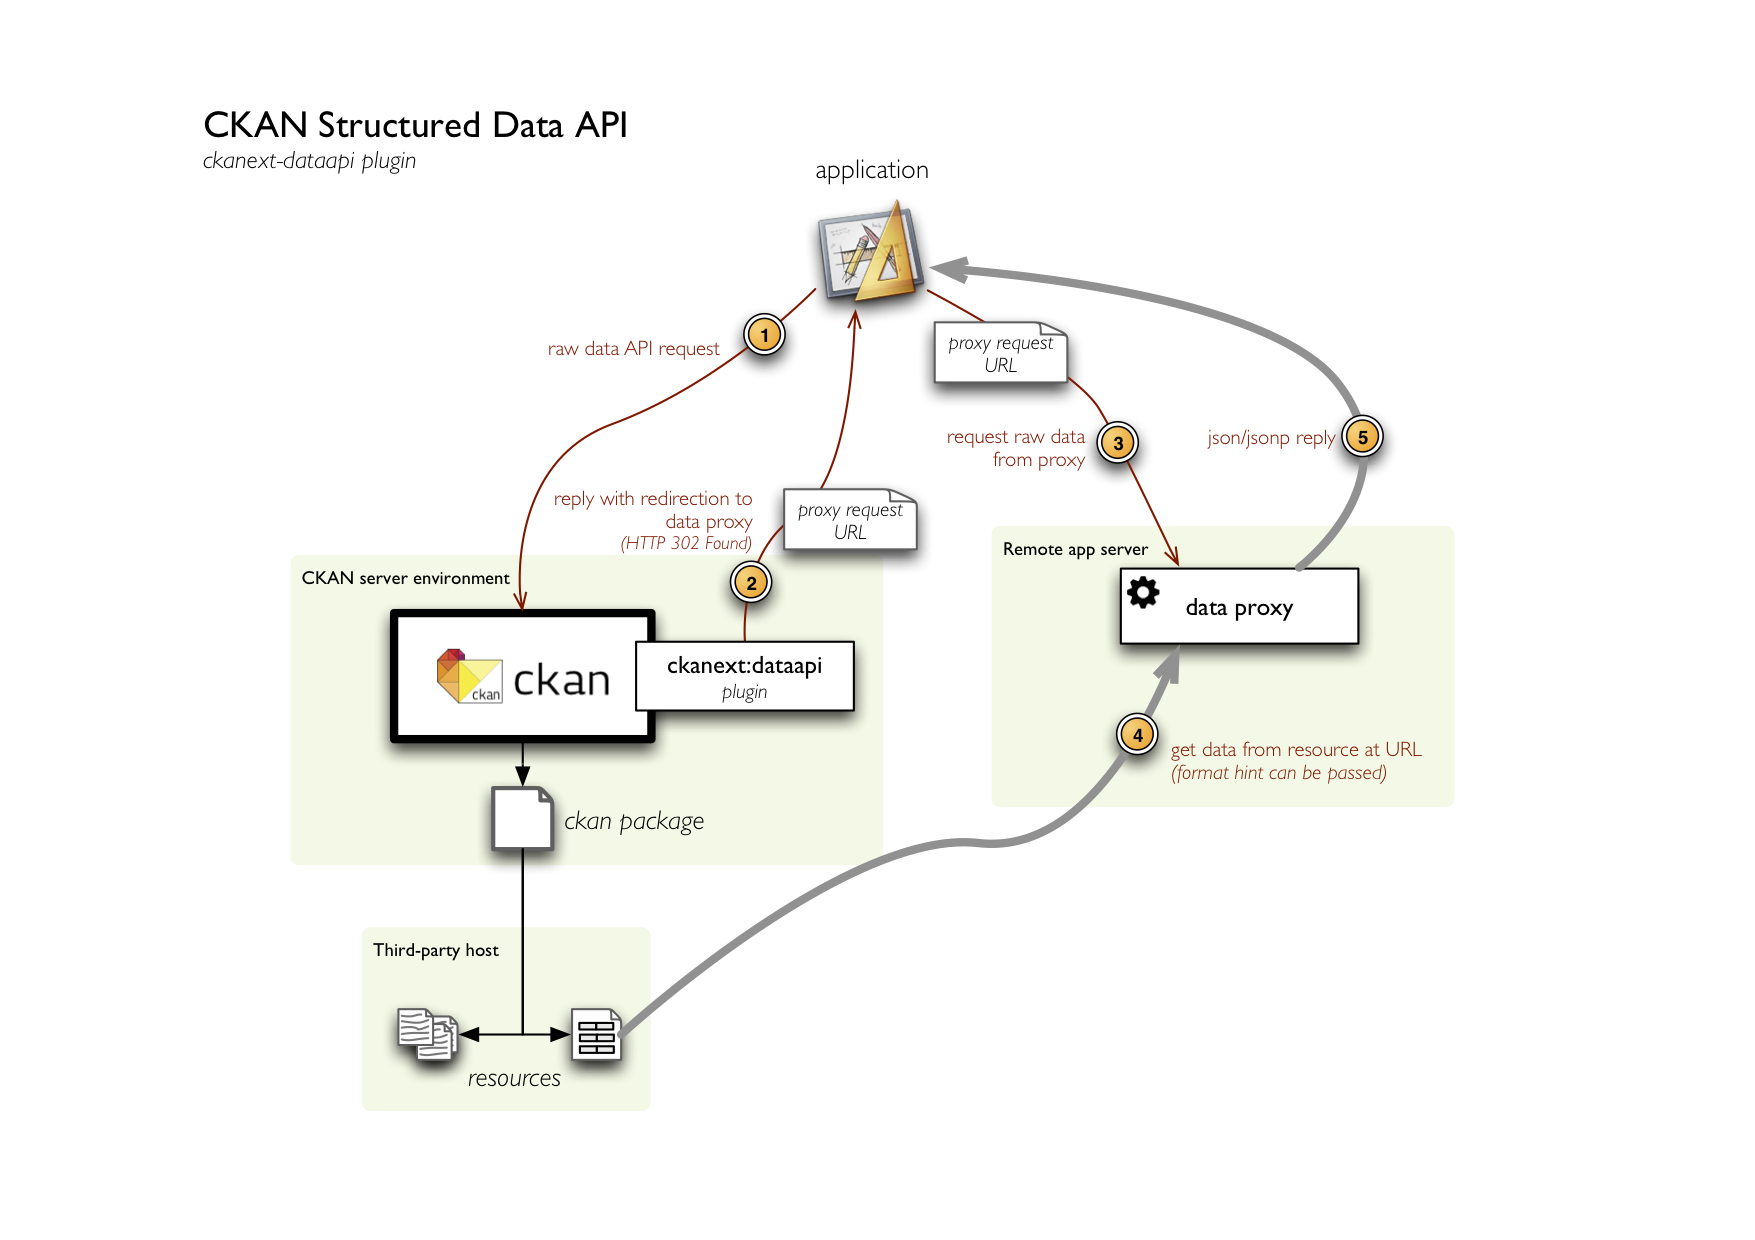 CKAN Structured Data API
ckanext-dataapi plugin
application
1
raw data API request
proxy request
URL
request raw data
from proxy
3
json/jsonp reply
5
reply with redirection to
data proxy
(HTTP 302 Found)
proxy request
URL
2
CKAN server environment
ckan
ckan
ckanext:dataapi
plugin
ckan package
Remote app server
data proxy
4
get data from resource at URL
(format hint can be passed)
Third-party host
resources